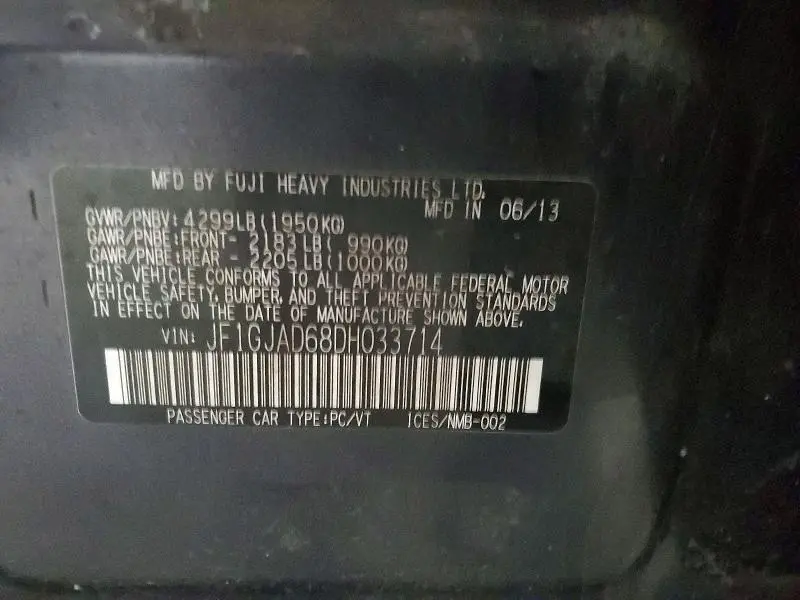 MFD BY FUJI HEAVY INDUSTRIES LTD.
MFD IN 06/13
GVWR/PNBV: 4299LB(1950KG)
GAWR/PNBE:FRONT- 2183LB( 990KG)
GAWR/PNBE:REAR - 2205LB(1000KG)
THIS VEHICLE CONFORMS TO ALL APPLICABLE FEDERAL MOTOR
VEHICLE SAFETY, BUMPER, AND THEFT PREVENTION STANDARDS
IN EFFECT ON THE DATE OF MANUFACTURE SHOWN ABOVE.
VIN: JF1GJAD68DH033714
PASSENGER CAR TYPE:PC/VT ICES/NMB-002